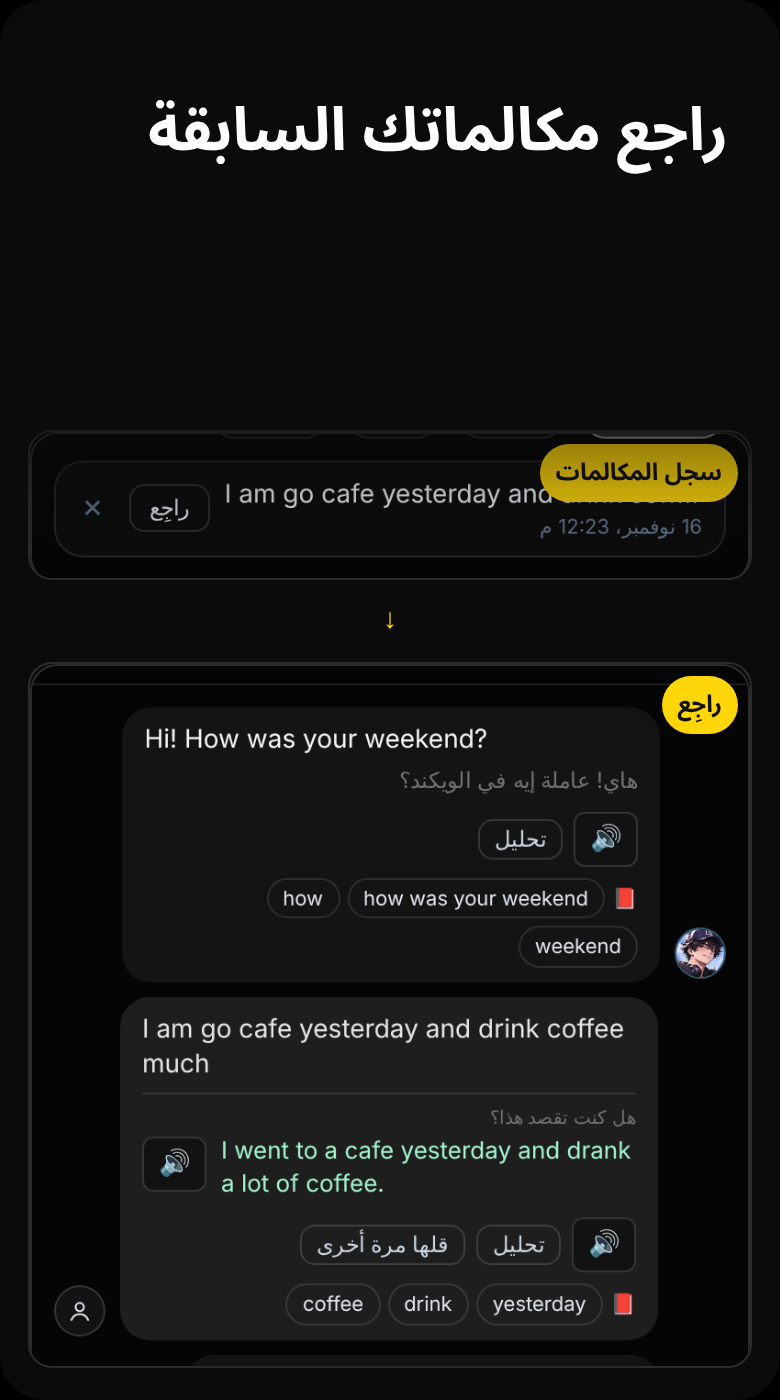 راجع مكالماتك السابقة
سجل المكالمات
I am go cafe yesterday and
راجِع
16 نوفمبر، 12:23 م
↓
راجِع
Hi! How was your weekend?
هاي! عاملة إيه في الويكند؟
تحليل
how was your weekend
how
weekend
I am go cafe yesterday and drink coffee
much
هل كنت تقصد هذا؟
I went to a cafe yesterday and drank
a lot of coffee.
تحليل
قلها مرة أخرى
yesterday
drink
coffee